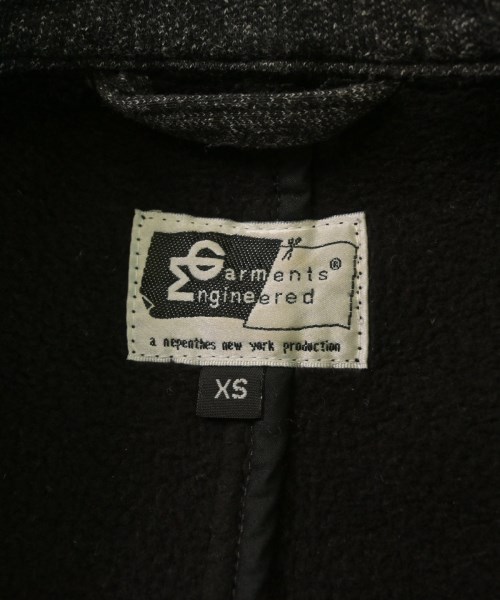 Garments®
Engineered
a nepenthes new york production
XS